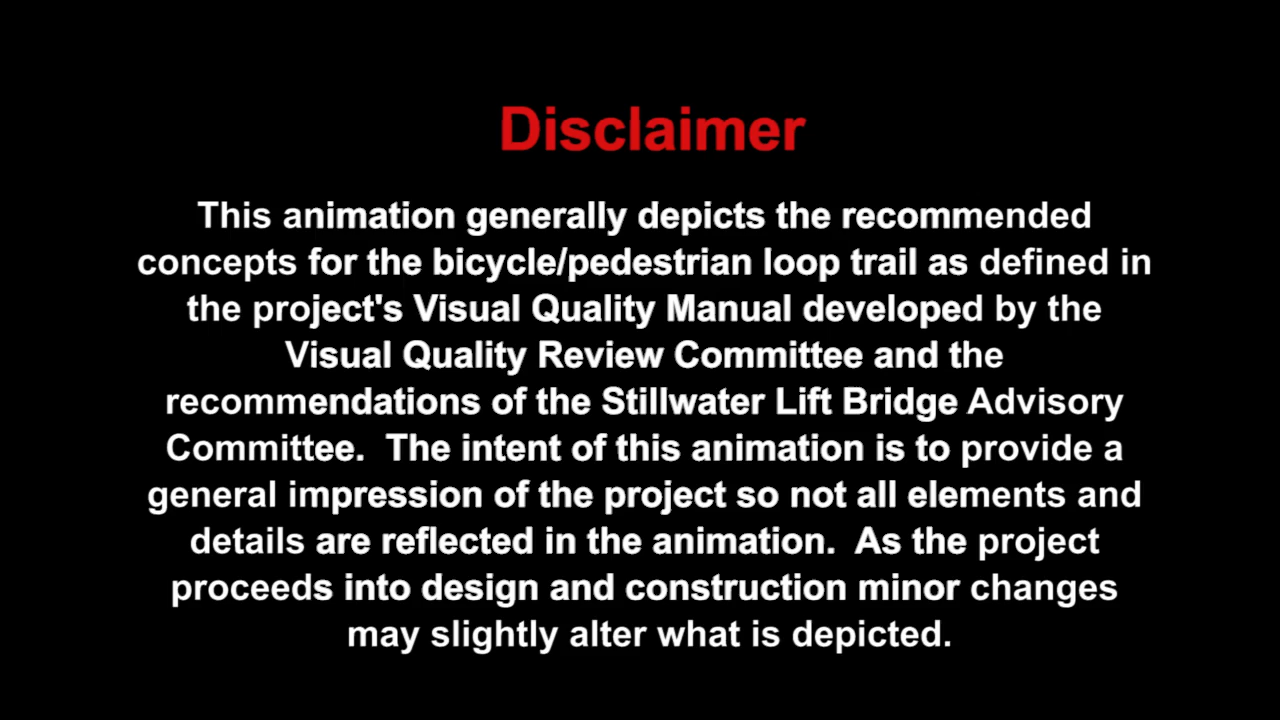 Disclaimer
This animation generally depicts the recommended
concepts for the bicycle/pedestrian loop trail as defined in
the project's Visual Quality Manual developed by the
Visual Quality Review Committee and the
recommendations of the Stillwater Lift Bridge Advisory
Committee.  The intent of this animation is to provide a
general impression of the project so not all elements and
details are reflected in the animation.  As the project
proceeds into design and construction minor changes
may slightly alter what is depicted.